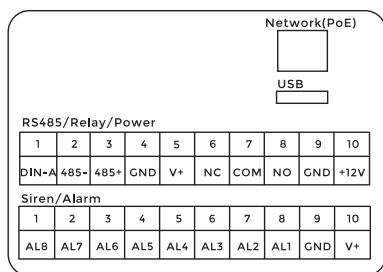 Network(PoE)
USB
RS485/Relay/Power
1 2 3 4 5 6 7 8 9 10
DIN-A 485- 485+ GND V+ NC COM NO GND +12V
Siren/Alarm
1 2 3 4 5 6 7 8 9 10
AL8 AL7 AL6 AL5 AL4 AL3 AL2 AL1 GND V+